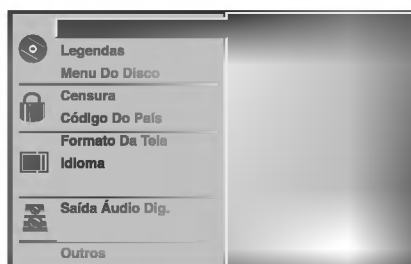 Legendas
Menu Do Disco
Censura
Código Do País
Formato Da Tela
Idioma
Saída Áudio Dig.
Outros